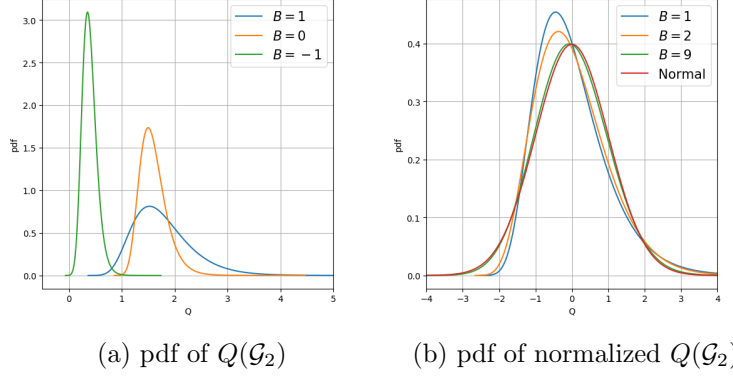 3.0
2.5
2.0
1.5
1.0
0.5
0.0
pdf
0 1 2 3 4 5
Q
B = 1
B = 0
B = −1
(a) pdf of Q(𝒢₂)
0.4
0.3
0.2
0.1
0.0
pdf
−4 −3 −2 −1 0 1 2 3 4
Q
B = 1
B = 2
B = 9
Normal
(b) pdf of normalized Q(𝒢₂)